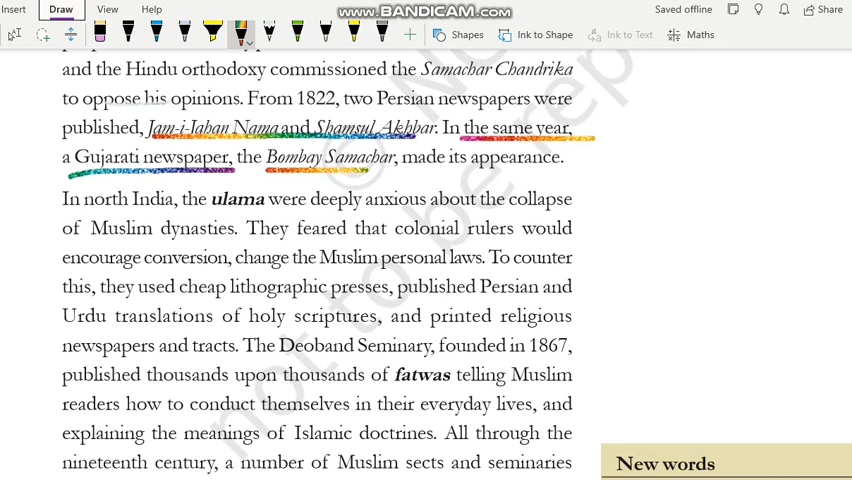 Insert Draw www.BANDICAM.com Saved offline Share
Shapes Ink to Shape Ink to Text Maths
and the Hindu orthodoxy commissioned the Samachar Chandrika
to oppose his opinions. From 1822, two Persian newspapers were
published, Jam-i-Jahan Nama and Shamsul Akhbar. In the same year,
a Gujarati newspaper, the Bombay Samachar, made its appearance.
In north India, the ulama were deeply anxious about the collapse
of Muslim dynasties. They feared that colonial rulers would
encourage conversion, change the Muslim personal laws. To counter
this, they used cheap lithographic presses, published Persian and
Urdu translations of holy scriptures, and printed religious
newspapers and tracts. The Deoband Seminary, founded in 1867,
published thousands upon thousands of fatwas telling Muslim
readers how to conduct themselves in their everyday lives, and
explaining the meanings of Islamic doctrines. All through the
nineteenth century, a number of Muslim sects and seminaries
New words
not to be rep
© N